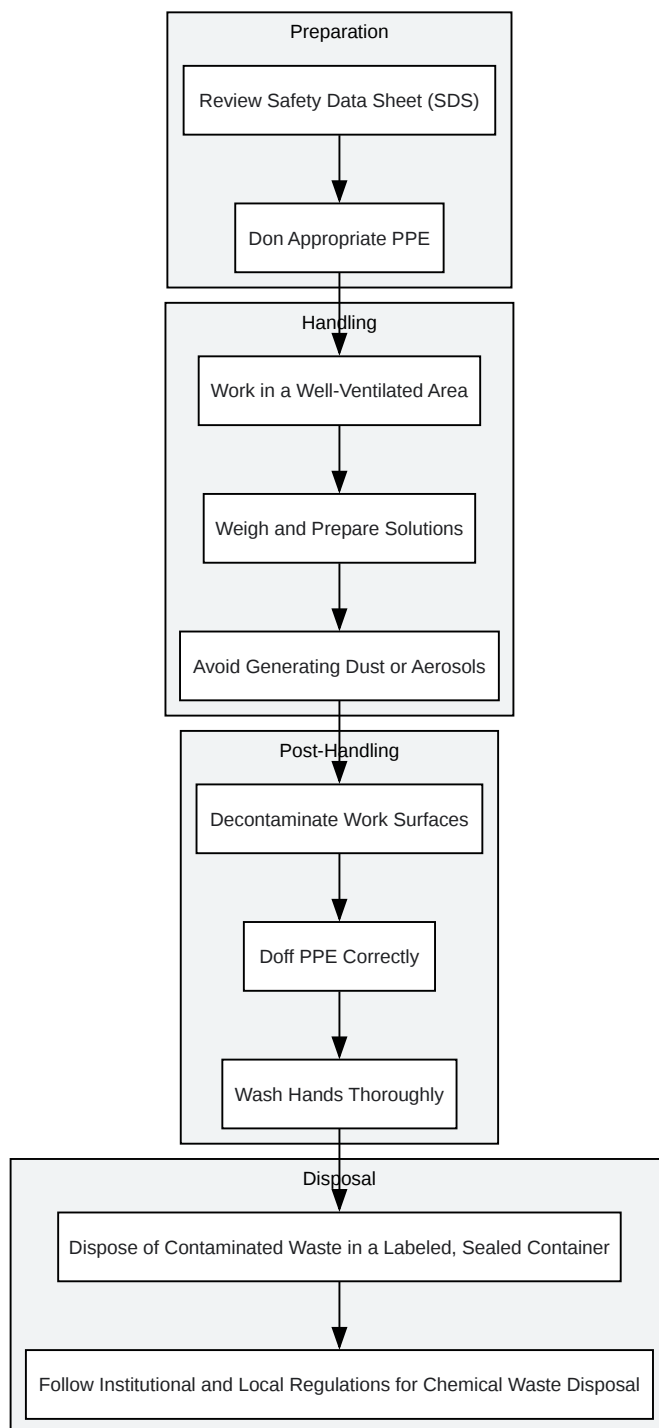 Preparation
Review Safety Data Sheet (SDS)
Don Appropriate PPE
Handling
Work in a Well-Ventilated Area
Weigh and Prepare Solutions
Avoid Generating Dust or Aerosols
Post-Handling
Decontaminate Work Surfaces
Doff PPE Correctly
Wash Hands Thoroughly
Disposal
Dispose of Contaminated Waste in a Labeled, Sealed Container
Follow Institutional and Local Regulations for Chemical Waste Disposal